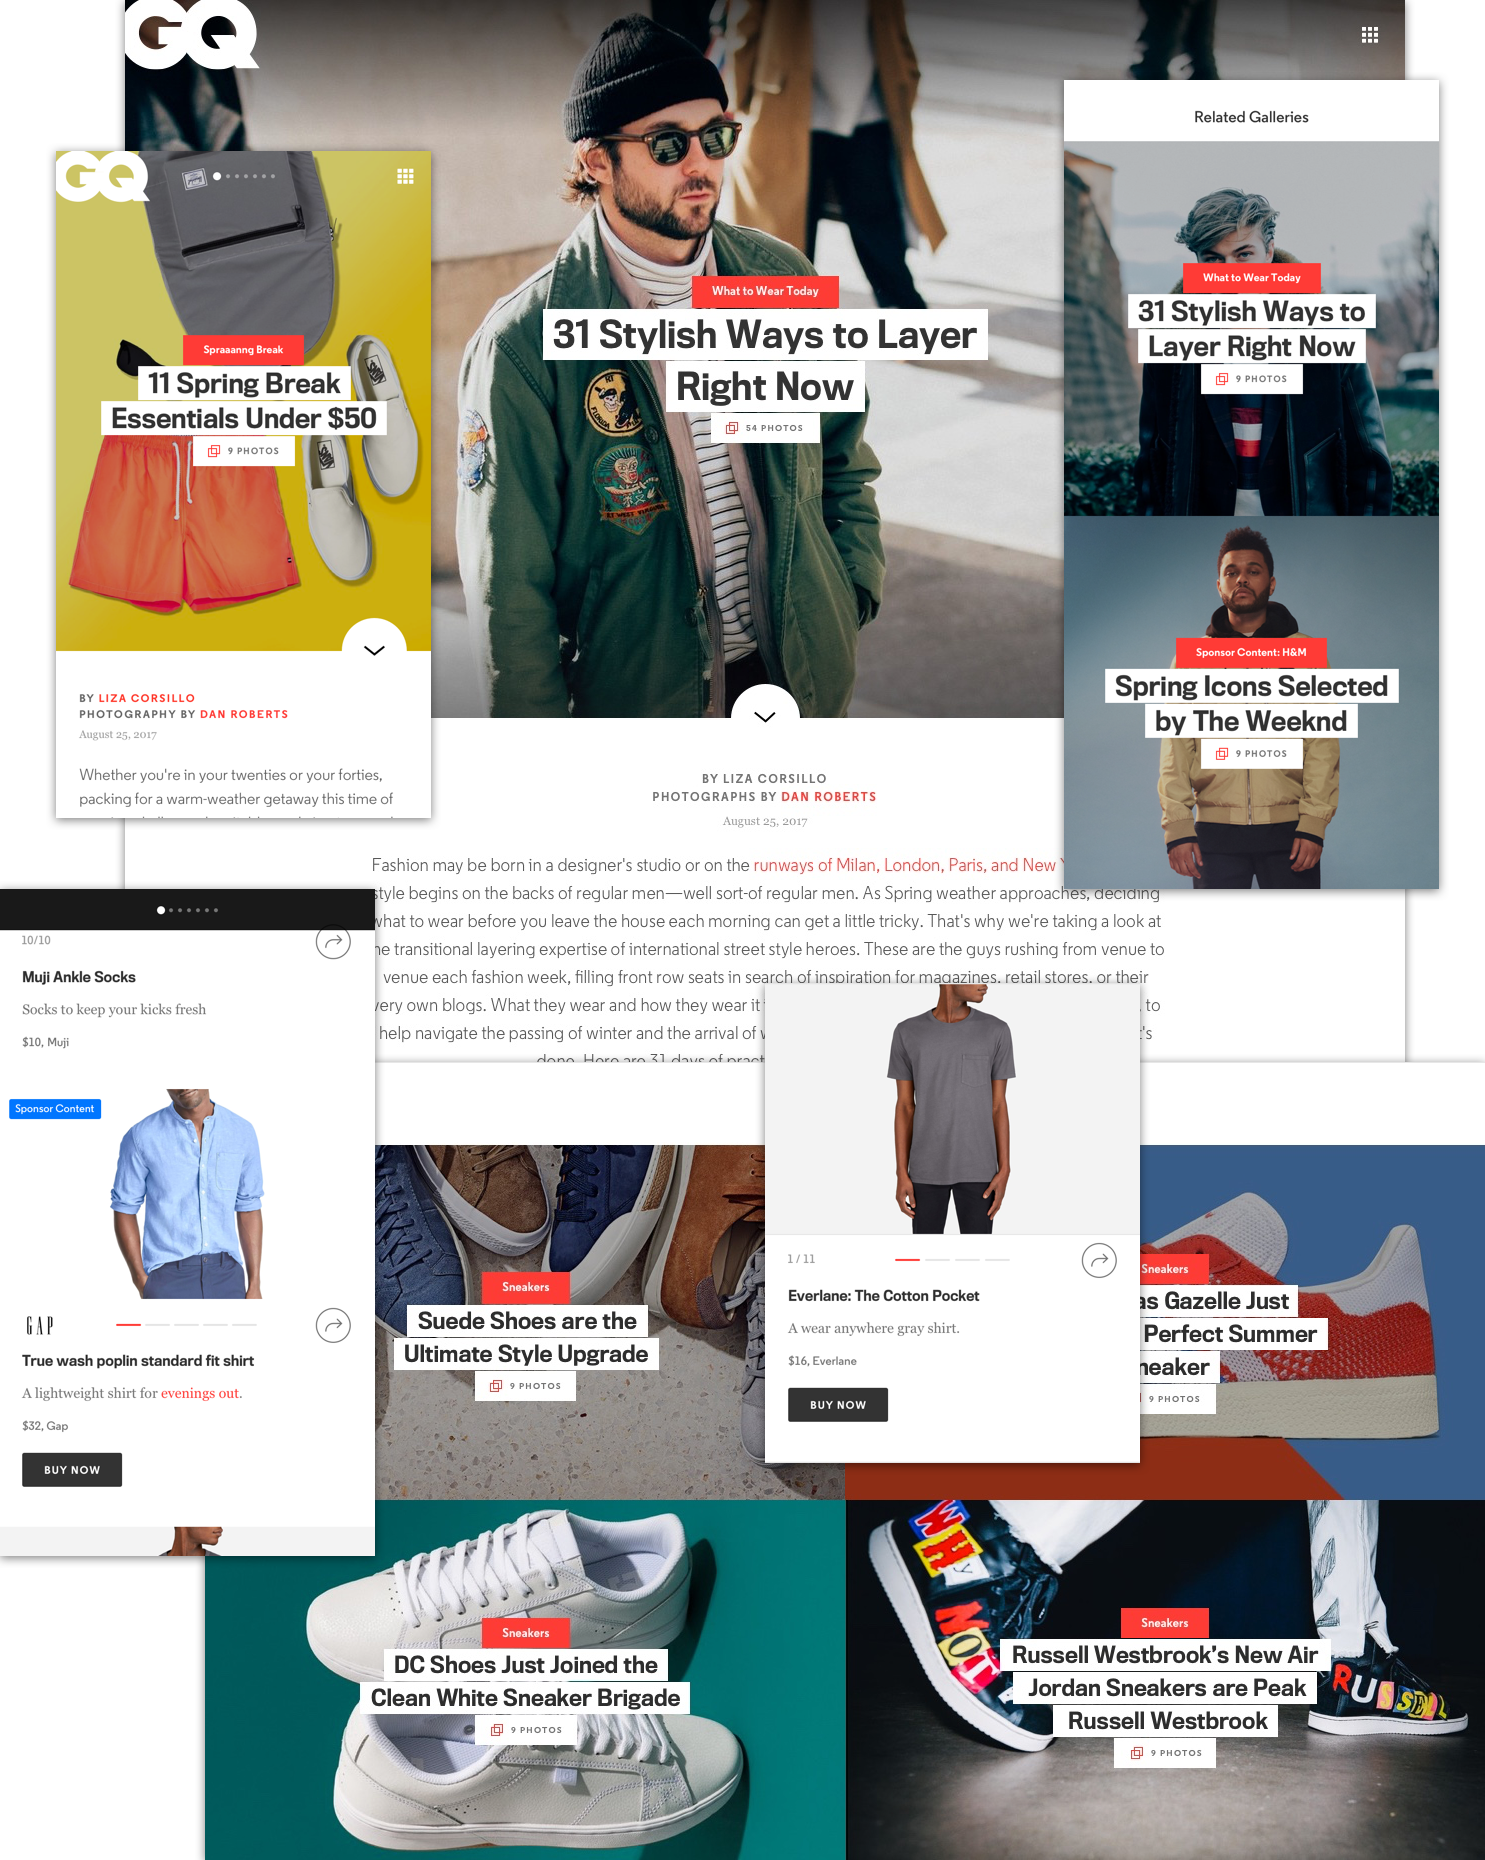 GQ
What to Wear Today
31 Stylish Ways to Layer
Right Now
54 PHOTOS
BY LIZA CORSILLO
PHOTOGRAPHS BY DAN ROBERTS
August 25, 2017
Fashion may be born in a designer's studio or on the runways of Milan, London, Paris, and New
style begins on the backs of regular men—well sort-of regular men. As Spring weather approaches, deciding
what to wear before you leave the house each morning can get a little tricky. That's why we're taking a look at
the transitional layering expertise of international street style heroes. These are the guys rushing from venue to
venue each fashion week, filling front row seats in search of inspiration for magazines, retail stores, or their
very own blogs. What they wear and how they wear it to
help navigate the passing of winter and the arrival of
done. Here are 31 days of
GQ
Spraaanng Break
11 Spring Break
Essentials Under $50
9 PHOTOS
BY LIZA CORSILLO
PHOTOGRAPHY BY DAN ROBERTS
August 25, 2017
Whether you're in your twenties or your forties,
packing for a warm-weather getaway this time of
Related Galleries
What to Wear Today
31 Stylish Ways to
Layer Right Now
9 PHOTOS
Sponsor Content: H&M
Spring Icons Selected
by The Weeknd
9 PHOTOS
10/10
Muji Ankle Socks
Socks to keep your kicks fresh
$10, Muji
Sponsor Content
GAP
True wash poplin standard fit shirt
A lightweight shirt for evenings out.
$32, Gap
BUY NOW
1 / 11
Everlane: The Cotton Pocket
A wear anywhere gray shirt.
$16, Everlane
BUY NOW
Sneakers
Suede Shoes are the
Ultimate Style Upgrade
9 PHOTOS
Sneakers
as Gazelle Just
Perfect Summer
neaker
9 PHOTOS
Sneakers
DC Shoes Just Joined the
Clean White Sneaker Brigade
9 PHOTOS
Sneakers
Russell Westbrook's New Air
Jordan Sneakers are Peak
Russell Westbrook
9 PHOTOS
WHY
NOT
RUSSELL